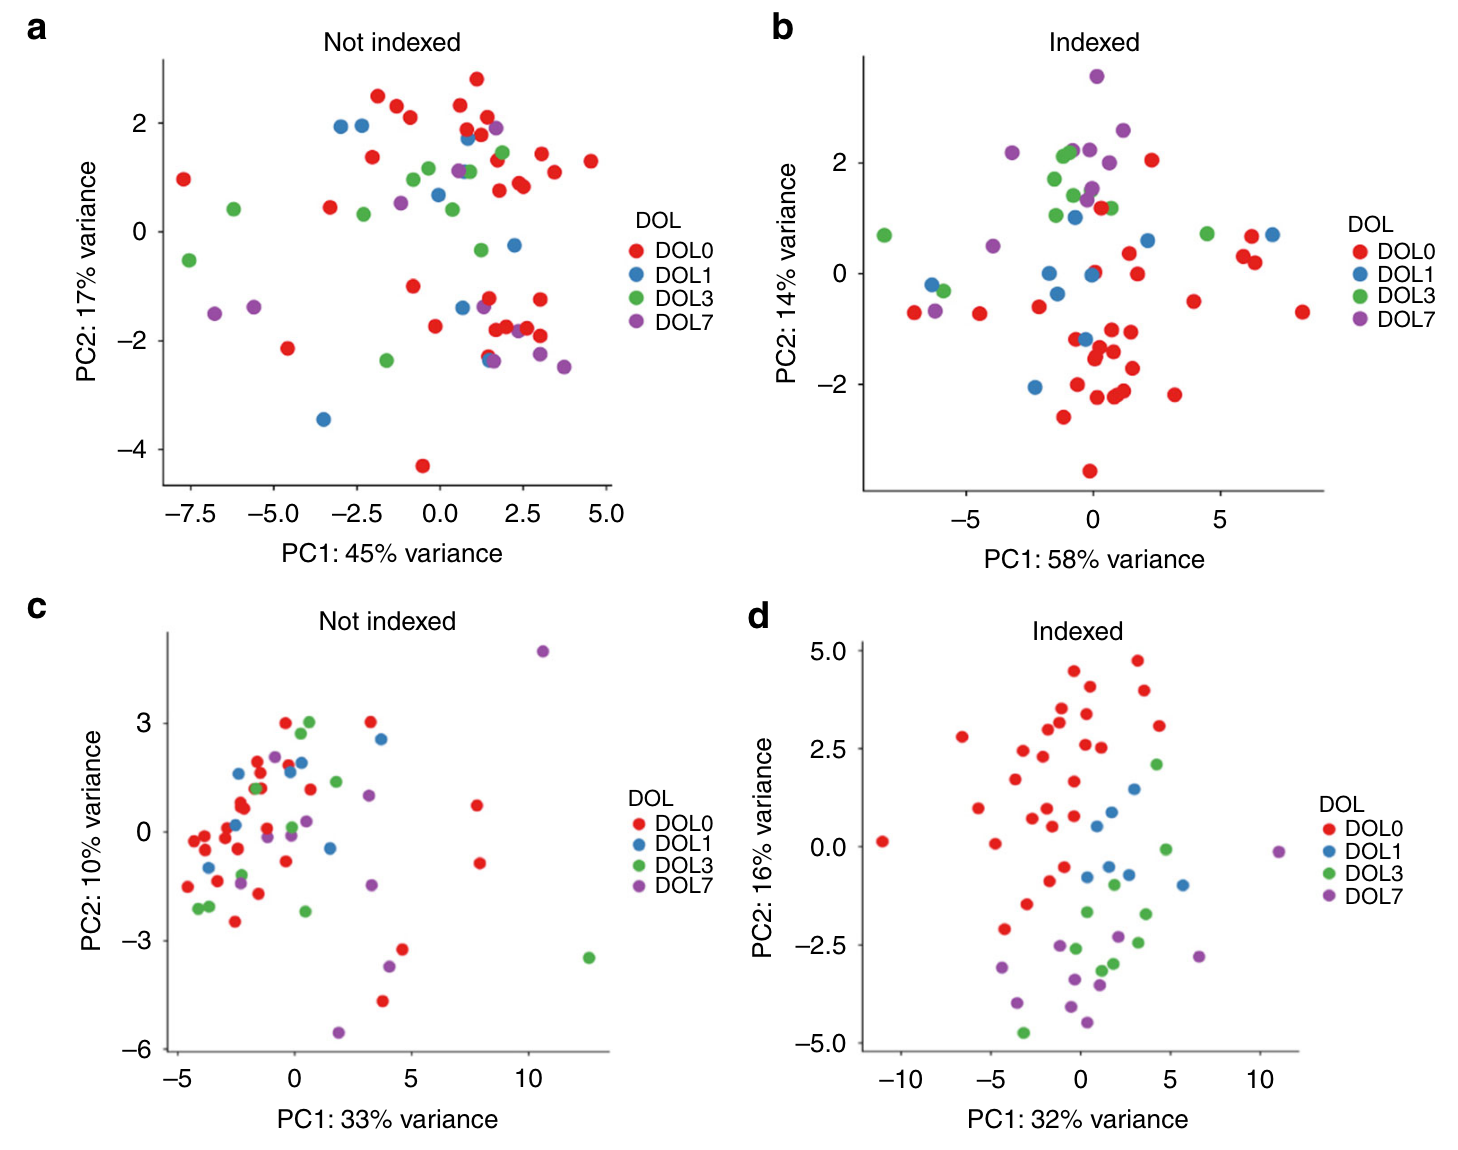 a
Not indexed
2
0
−2
−4
PC2: 17% variance
−7.5 −5.0 −2.5 0.0 2.5 5.0
PC1: 45% variance
DOL
DOL0
DOL1
DOL3
DOL7
b
Indexed
2
0
−2
PC2: 14% variance
−5 0 5
PC1: 58% variance
DOL
DOL0
DOL1
DOL3
DOL7
c
Not indexed
3
0
−3
−6
PC2: 10% variance
−5 0 5 10
PC1: 33% variance
DOL
DOL0
DOL1
DOL3
DOL7
d
Indexed
5.0
2.5
0.0
−2.5
−5.0
PC2: 16% variance
−10 −5 0 5 10
PC1: 32% variance
DOL
DOL0
DOL1
DOL3
DOL7